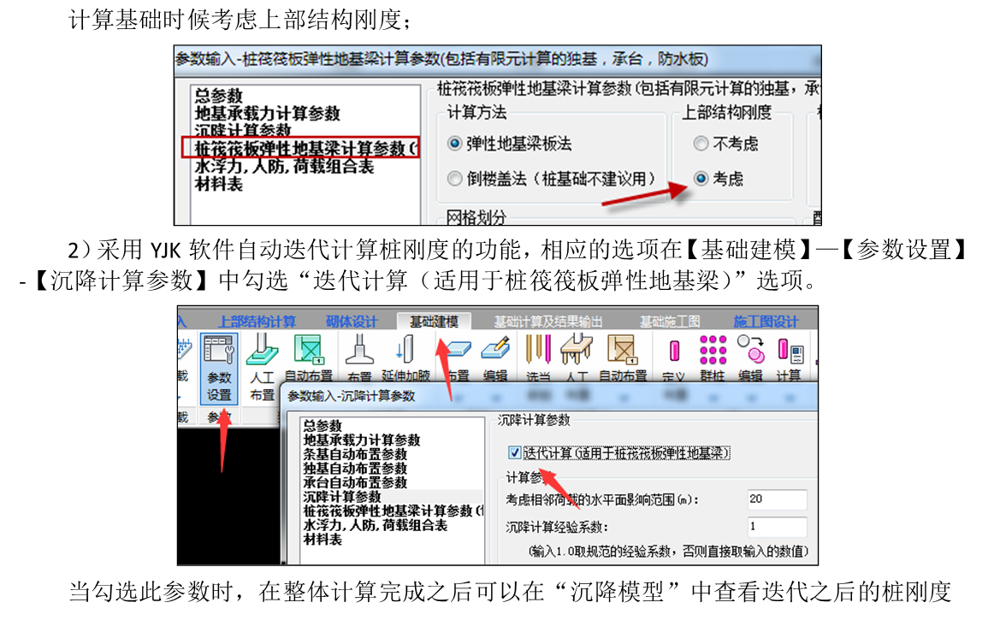 计算基础时候考虑上部结构刚度；
参数输入-桩筏筏板弹性地基梁计算参数(包括有限元计算的独基，承台，防水板)
总参数
地基承载力计算参数
沉降计算参数
桩筏筏板弹性地基梁计算参数(
水浮力,人防,荷载组合表
材料表
桩筏筏板弹性地基梁计算参数(包括有限元计算的独基，承
计算方法
弹性地基梁板法
倒楼盖法（桩基础不建议用）
上部结构刚度
不考虑
考虑
网格划分
2）采用 YJK 软件自动迭代计算桩刚度的功能，相应的选项在【基础建模】—【参数设置】
-【沉降计算参数】中勾选“迭代计算（适用于桩筏筏板弹性地基梁）”选项。
入 上部结构计算 砌体设计 基础建模 基础计算及结果输出 基础施工图 施工图设计
载 参数 人工 自动布置 布置 延伸加腋 布置 编辑 选当 人工 自动布置 定义 群桩 编辑 计算
设置 布置
载 参数
参数输入-沉降计算参数
总参数
地基承载力计算参数
条基自动布置参数
独基自动布置参数
承台自动布置参数
沉降计算参数
桩筏筏板弹性地基梁计算参数(
水浮力,人防,荷载组合表
材料表
沉降计算参数
迭代计算(适用于桩筏筏板弹性地基梁)
计算参
考虑相邻荷载的水平面影响范围(m): 20
沉降计算经验系数: 1
(输入1.0取规范的经验系数，否则直接取输入的数值)
当勾选此参数时，在整体计算完成之后可以在“沉降模型”中查看迭代之后的桩刚度